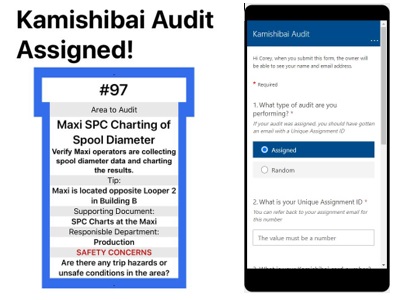 Kamishibai Audit
Assigned!
#97
Area to Audit
Maxi SPC Charting of
Spool Diameter
Verify Maxi operators are collecting
spool diameter data and charting
the results.
Tip:
Maxi is located opposite Looper 2
in Building B
Supporting Document:
SPC Charts at the Maxi
Responisble Department:
Production
SAFETY CONCERNS
Are there any trip hazards or
unsafe conditions in the area?
Kamishibai Audit
...
Hi Corey, when you submit this form, the owner will
be able to see your name and email address.
* Required
1. What type of audit are you
performing? *
If your audit was assigned, you should have gotten
an email with a Unique Assignment ID
Assigned
Random
2. What is your Unique Assignment ID *
You can refer back to your assignment email for
this number
The value must be a number